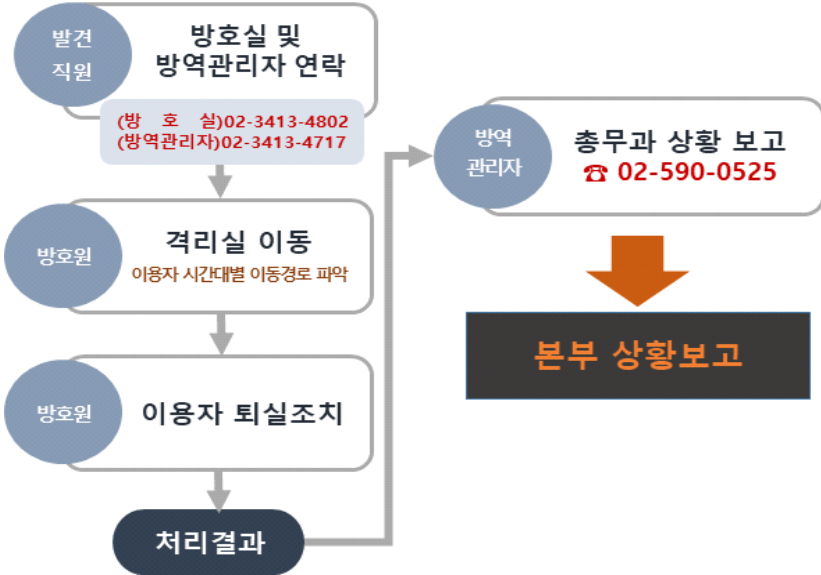 발견
직원
방호실 및
방역관리자 연락
(방 호 실)02-3413-4802
(방역관리자)02-3413-4717
방호원
격리실 이동
이용자 시간대별 이동경로 파악
방호원
이용자 퇴실조치
처리결과
방역
관리자
총무과 상황 보고
☎ 02-590-0525
본부 상황보고